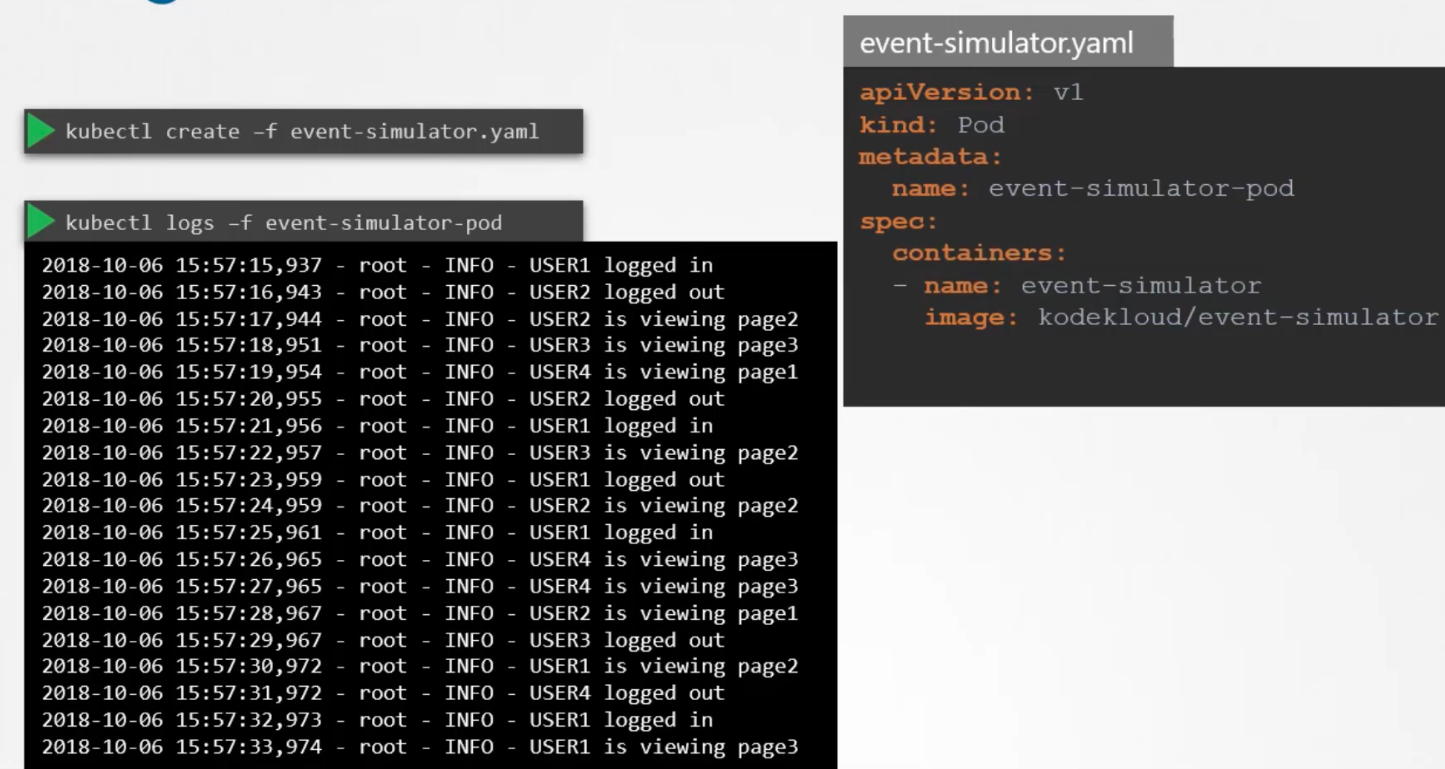 kubectl create –f event-simulator.yaml
kubectl logs –f event-simulator-pod
2018-10-06 15:57:15,937 - root - INFO - USER1 logged in
2018-10-06 15:57:16,943 - root - INFO - USER2 logged out
2018-10-06 15:57:17,944 - root - INFO - USER2 is viewing page2
2018-10-06 15:57:18,951 - root - INFO - USER3 is viewing page3
2018-10-06 15:57:19,954 - root - INFO - USER4 is viewing page1
2018-10-06 15:57:20,955 - root - INFO - USER2 logged out
2018-10-06 15:57:21,956 - root - INFO - USER1 logged in
2018-10-06 15:57:22,957 - root - INFO - USER3 is viewing page2
2018-10-06 15:57:23,959 - root - INFO - USER1 logged out
2018-10-06 15:57:24,959 - root - INFO - USER2 is viewing page2
2018-10-06 15:57:25,961 - root - INFO - USER1 logged in
2018-10-06 15:57:26,965 - root - INFO - USER4 is viewing page3
2018-10-06 15:57:27,965 - root - INFO - USER4 is viewing page3
2018-10-06 15:57:28,967 - root - INFO - USER2 is viewing page1
2018-10-06 15:57:29,967 - root - INFO - USER3 logged out
2018-10-06 15:57:30,972 - root - INFO - USER1 is viewing page2
2018-10-06 15:57:31,972 - root - INFO - USER4 logged out
2018-10-06 15:57:32,973 - root - INFO - USER1 logged in
2018-10-06 15:57:33,974 - root - INFO - USER1 is viewing page3
event-simulator.yaml
apiVersion: v1
kind: Pod
metadata:
  name: event-simulator-pod
spec:
  containers:
  - name: event-simulator
    image: kodekloud/event-simulator